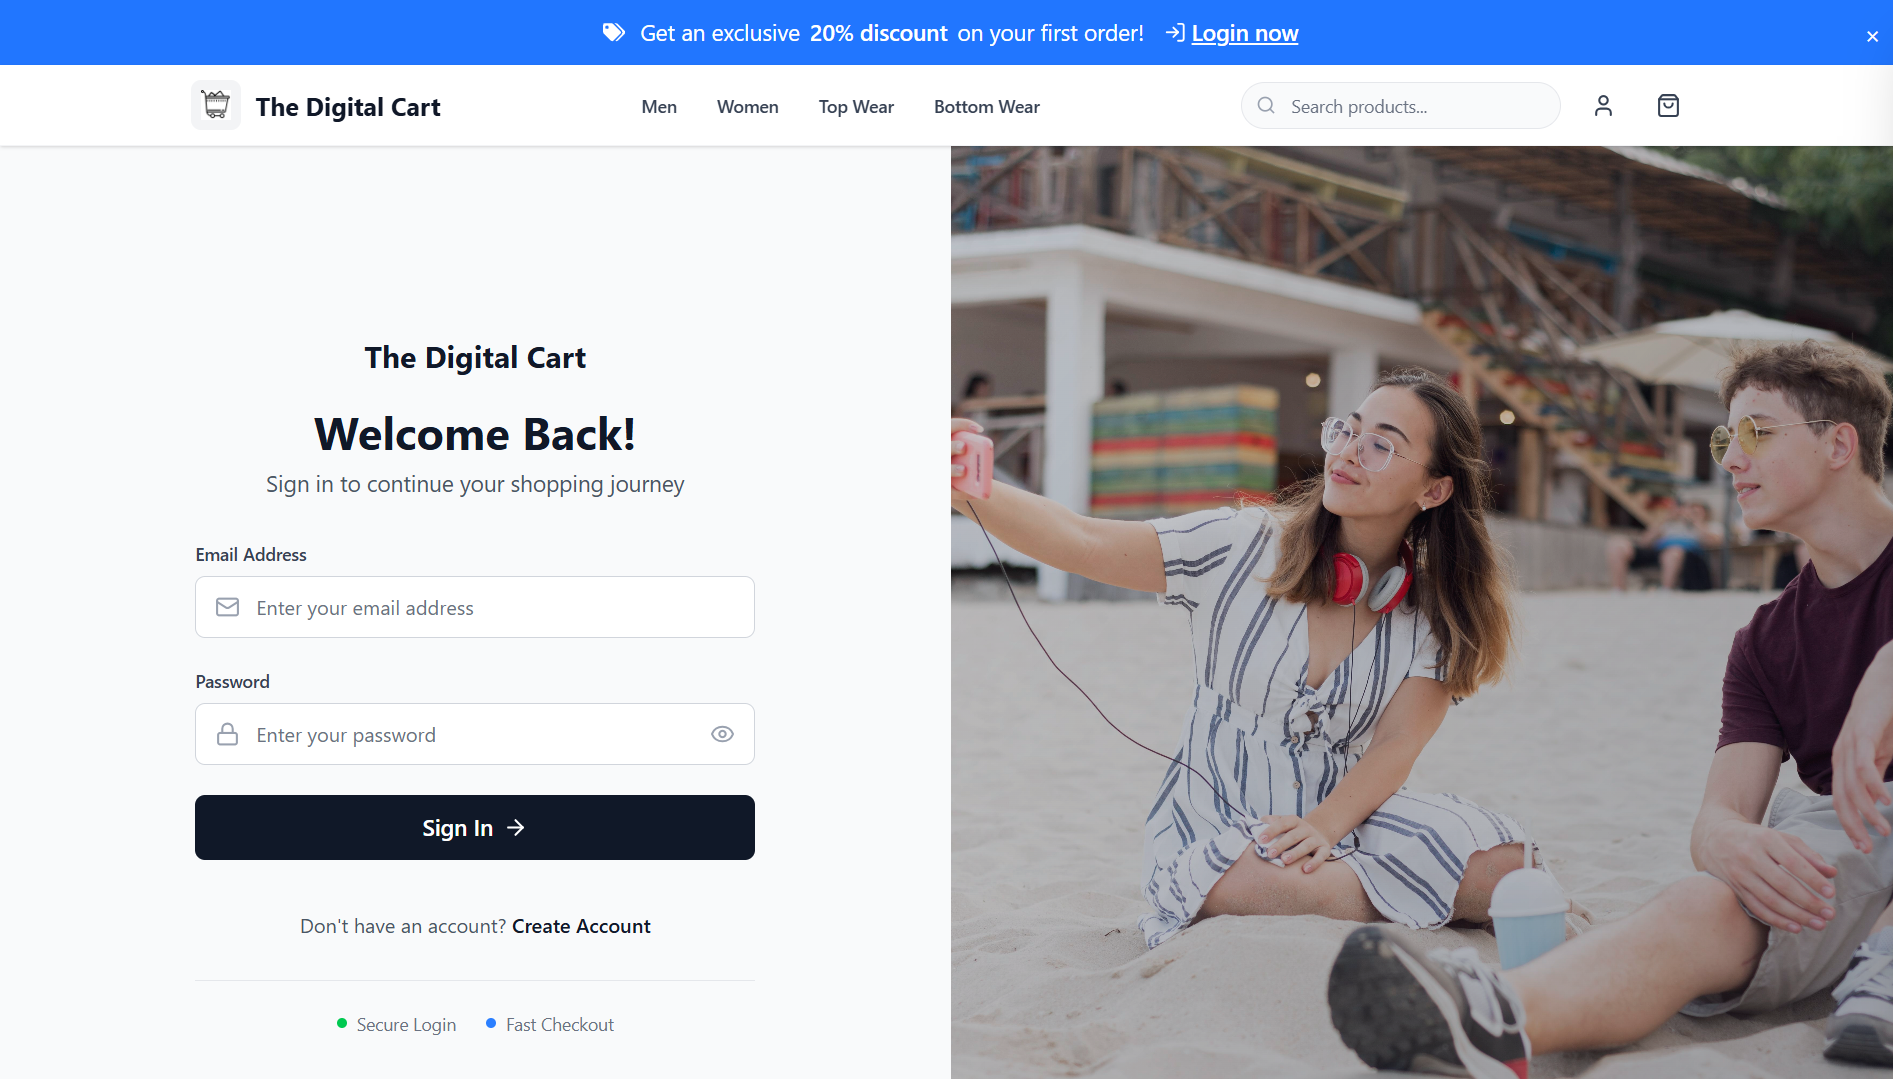 Get an exclusive 20% discount on your first order! Login now
The Digital Cart
Men Women Top Wear Bottom Wear
Search products...
The Digital Cart
Welcome Back!
Sign in to continue your shopping journey
Email Address
Enter your email address
Password
Enter your password
Sign In
Don't have an account? Create Account
Secure Login Fast Checkout